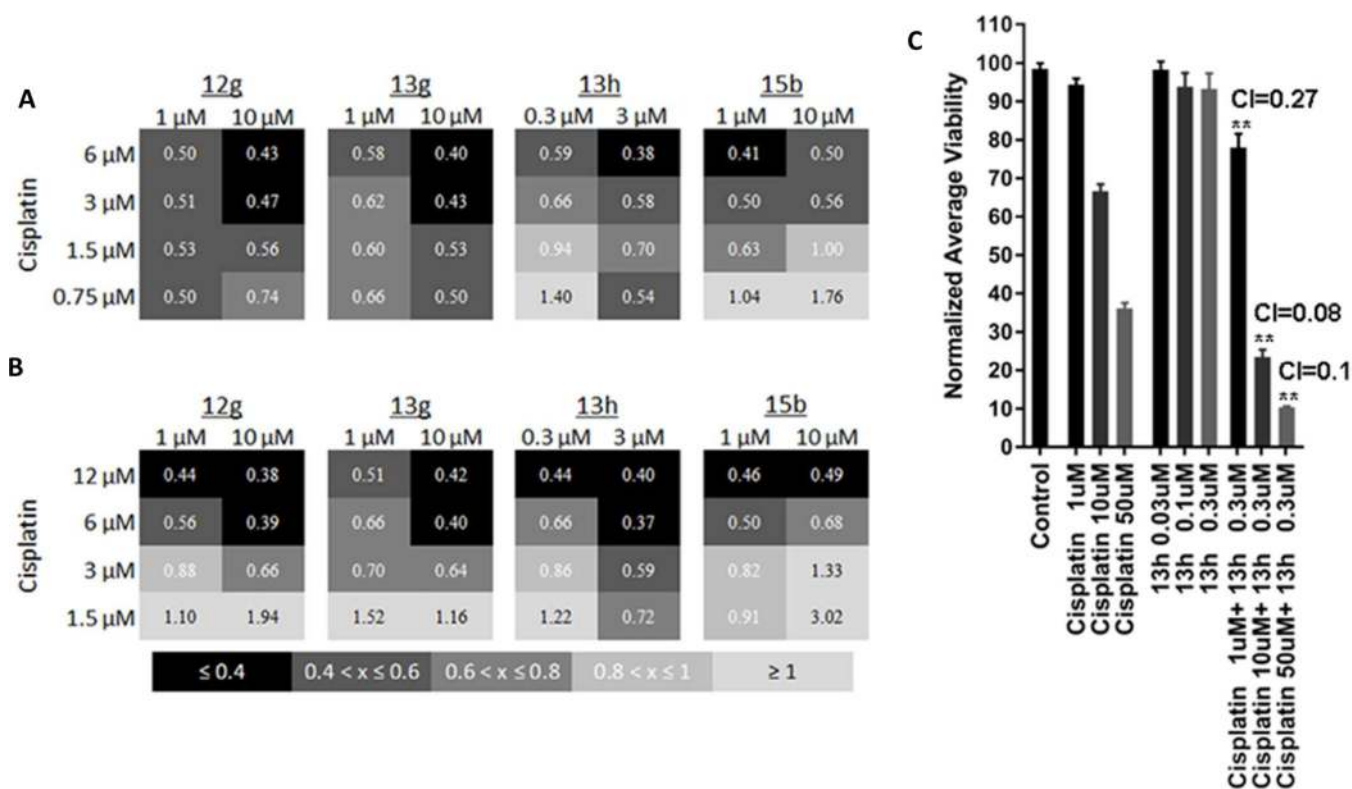 A
12g 13g 13h 15b
1 µM 10 µM 1 µM 10 µM 0.3 µM 3 µM 1 µM 10 µM
Cisplatin
6 µM 0.50 0.43 0.58 0.40 0.59 0.38 0.41 0.50
3 µM 0.51 0.47 0.62 0.43 0.66 0.58 0.50 0.56
1.5 µM 0.53 0.56 0.60 0.53 0.94 0.70 0.63 1.00
0.75 µM 0.50 0.74 0.66 0.50 1.40 0.54 1.04 1.76
B
12g 13g 13h 15b
1 µM 10 µM 1 µM 10 µM 0.3 µM 3 µM 1 µM 10 µM
Cisplatin
12 µM 0.44 0.38 0.51 0.42 0.44 0.40 0.46 0.49
6 µM 0.56 0.39 0.66 0.40 0.66 0.37 0.50 0.68
3 µM 0.88 0.66 0.70 0.64 0.86 0.59 0.82 1.33
1.5 µM 1.10 1.94 1.52 1.16 1.22 0.72 0.91 3.02
≤ 0.4 0.4 < x ≤ 0.6 0.6 < x ≤ 0.8 0.8 < x ≤ 1 ≥ 1
C
Normalized Average Viability
110
100
90
80
70
60
50
40
30
20
10
0
CI=0.27
**
CI=0.08
**
CI=0.1
**
Control
Cisplatin 1uM
Cisplatin 10uM
Cisplatin 50uM
13h 0.03uM
13h 0.1uM
13h 0.3uM
Cisplatin 1uM+ 13h 0.3uM
Cisplatin 10uM+ 13h 0.3uM
Cisplatin 50uM+ 13h 0.3uM